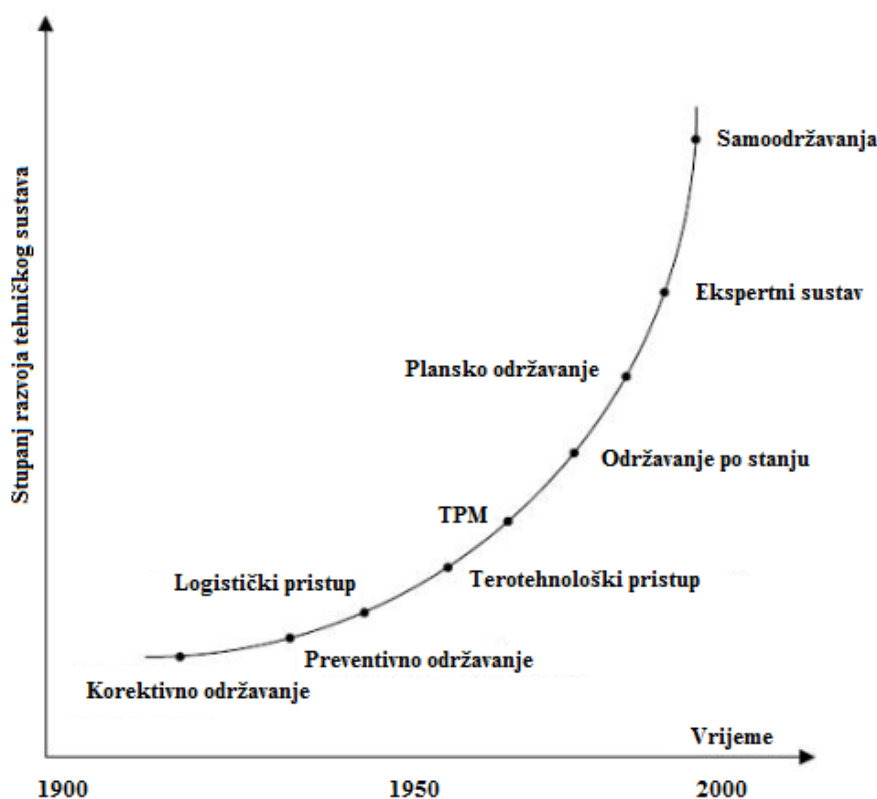 Stupanj razvoja tehničkog sustava
Samoodržavanja
Ekspertni sustav
Plansko održavanje
Održavanje po stanju
TPM
Terotehnološki pristup
Logistički pristup
Preventivno održavanje
Korektivno održavanje
Vrijeme
1900
1950
2000